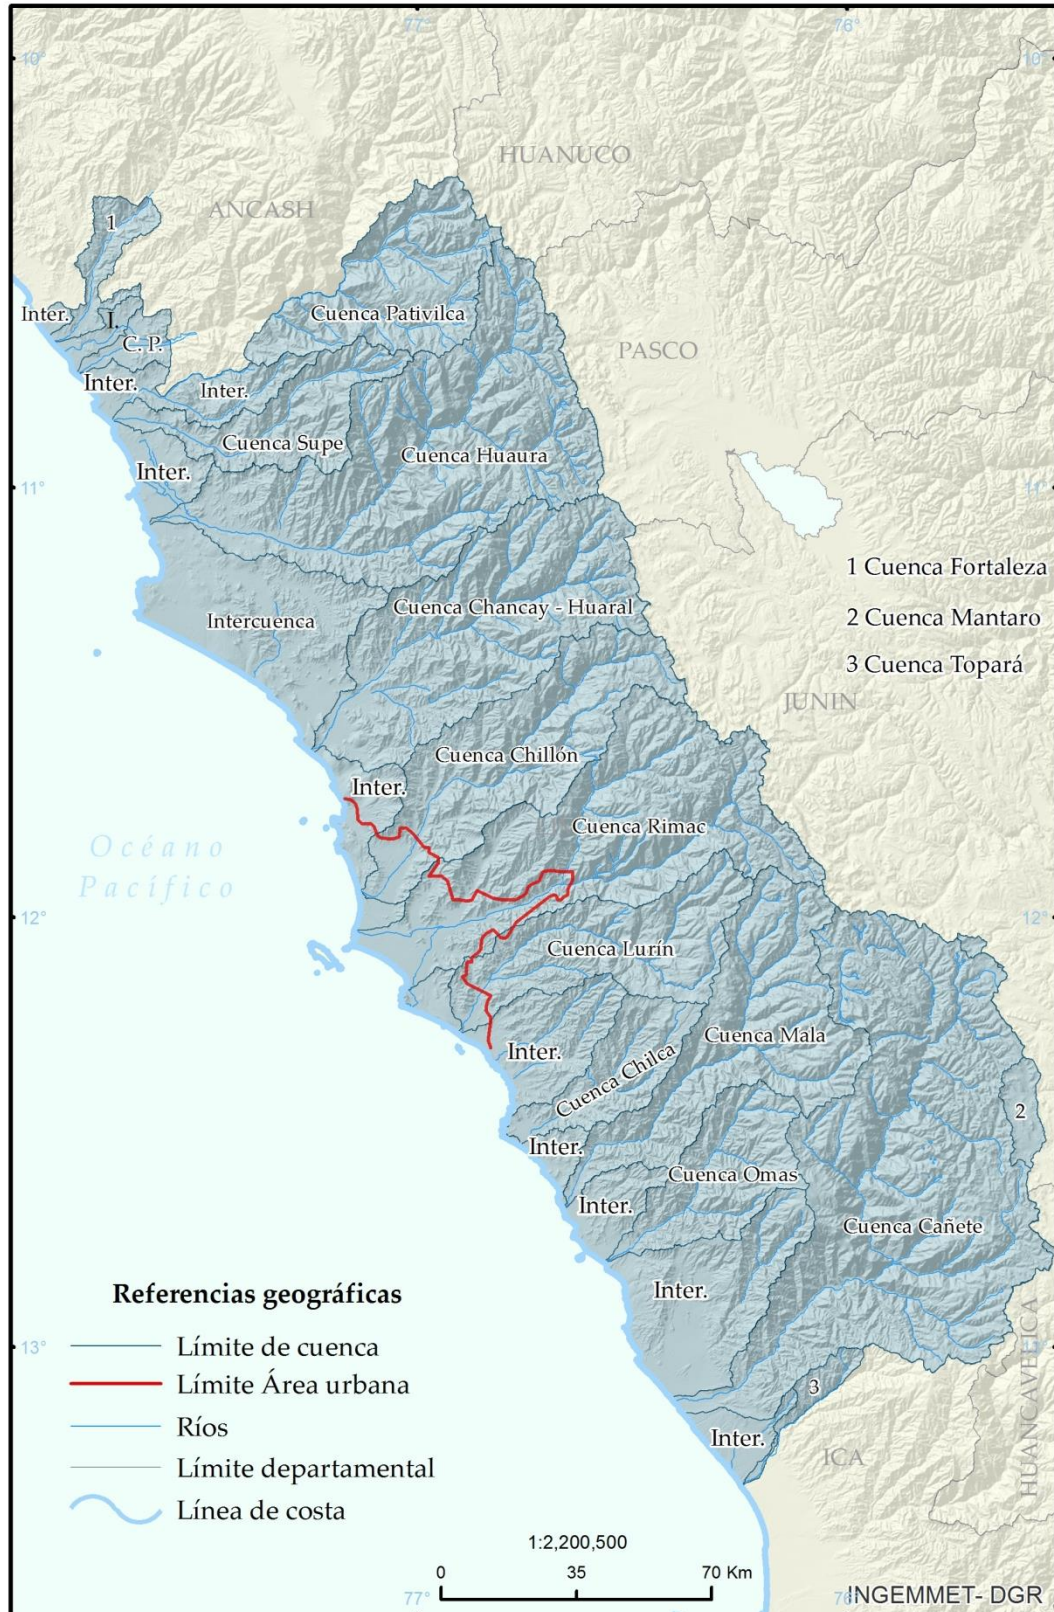 77°
76°
10°
10°
HUANUCO
ANCASH
1
Inter.
I.
C. P.
Cuenca Pativilca
PASCO
Inter.
Inter.
Cuenca Supe
Cuenca Huaura
Inter.
11°
11°
1 Cuenca Fortaleza
Cuenca Chancay - Huaral
Intercuenca
2 Cuenca Mantaro
3 Cuenca Topará
JUNIN
Cuenca Chillón
Inter.
Cuenca Rimac
Océano
Pacífico
12°
12°
Cuenca Lurín
Cuenca Mala
Inter.
Cuenca Chilca
2
Inter.
Cuenca Omas
Inter.
Cuenca Cañete
Inter.
Referencias geográficas
13°
13°
Límite de cuenca
Límite Área urbana
3
Ríos
Inter.
ICA
HUANCAVELICA
Límite departamental
Línea de costa
1:2,200,500
0 35 70 Km
77°
76°
INGEMMET- DGR